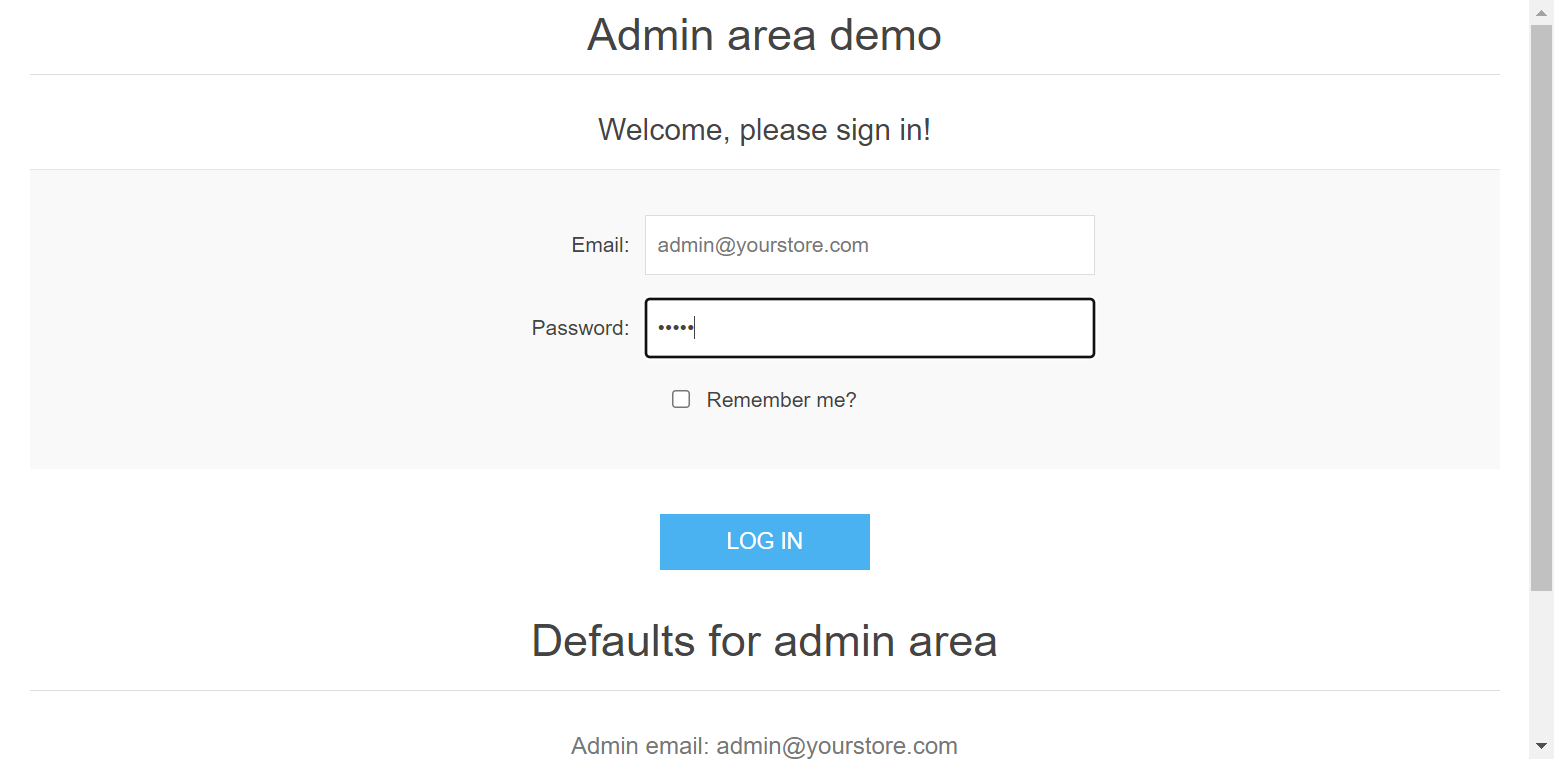 Admin area demo
Welcome, please sign in!
Email: admin@yourstore.com
Password: •••••
Remember me?
LOG IN
Defaults for admin area
Admin email: admin@yourstore.com